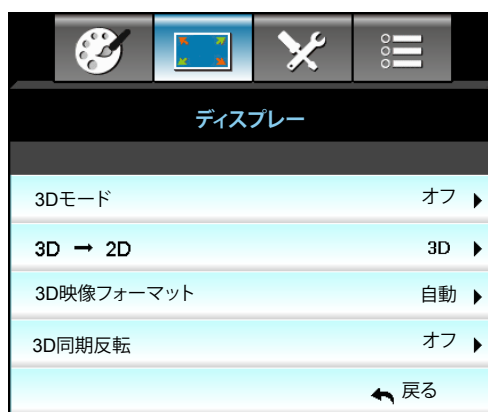 ディスプレー
3Dモード オフ
3D → 2D 3D
3D映像フォーマット 自動
3D同期反転 オフ
戻る